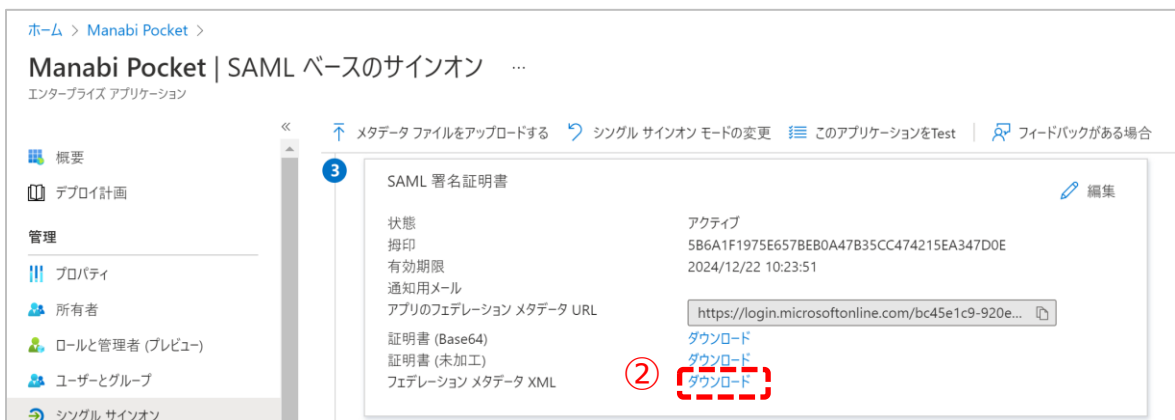 ホーム > Manabi Pocket >
Manabi Pocket | SAML ベースのサインオン …
エンタープライズ アプリケーション
«
概要
デプロイ計画
管理
プロパティ
所有者
ロールと管理者 (プレビュー)
ユーザーとグループ
シングル サインオン
メタデータ ファイルをアップロードする シングル サインオン モードの変更 このアプリケーションをTest フィードバックがある場合
3
SAML 署名証明書
編集
状態 アクティブ
拇印 5B6A1F1975E657BEB0A47B35CC474215EA347D0E
有効期限 2024/12/22 10:23:51
通知用メール
アプリのフェデレーション メタデータ URL https://login.microsoftonline.com/bc45e1c9-920e...
証明書 (Base64) ダウンロード
証明書 (未加工) ダウンロード
フェデレーション メタデータ XML ② ダウンロード